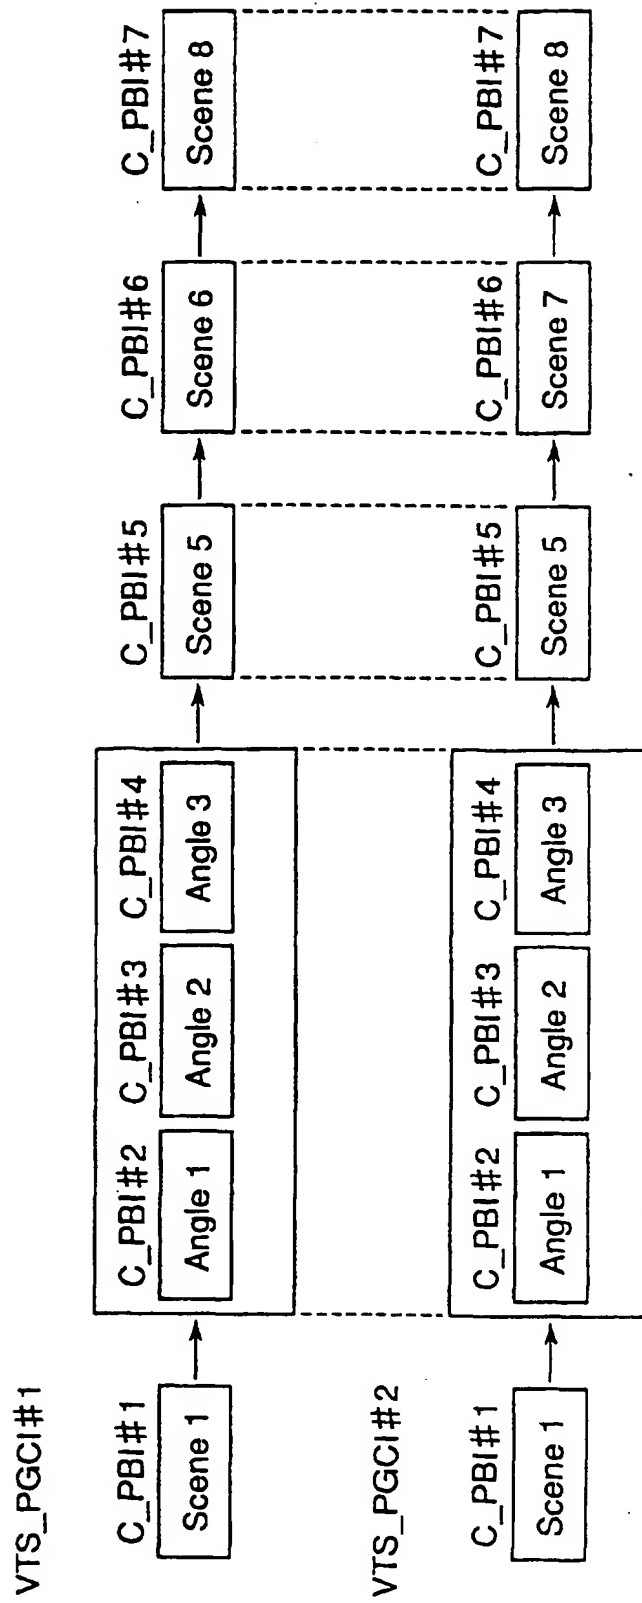 VTS_PGCI#1
C_PBI#1
C_PBI#2
C_PBI#3
C_PBI#4
C_PBI#5
C_PBI#6
C_PBI#7
Scene 1
Angle 1
Angle 2
Angle 3
Scene 5
Scene 6
Scene 8
VTS_PGCI#2
C_PBI#1
C_PBI#2
C_PBI#3
C_PBI#4
C_PBI#5
C_PBI#6
C_PBI#7
Scene 1
Angle 1
Angle 2
Angle 3
Scene 5
Scene 7
Scene 8